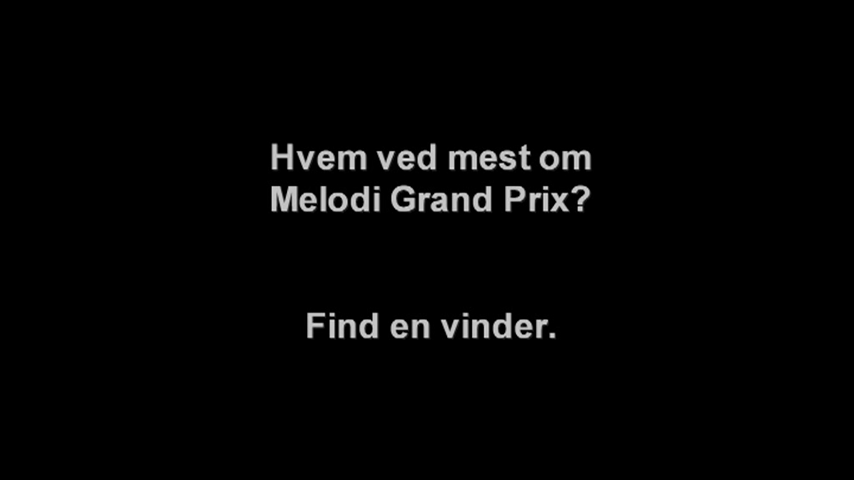 Hvem ved mest om
Melodi Grand Prix?
Find en vinder.